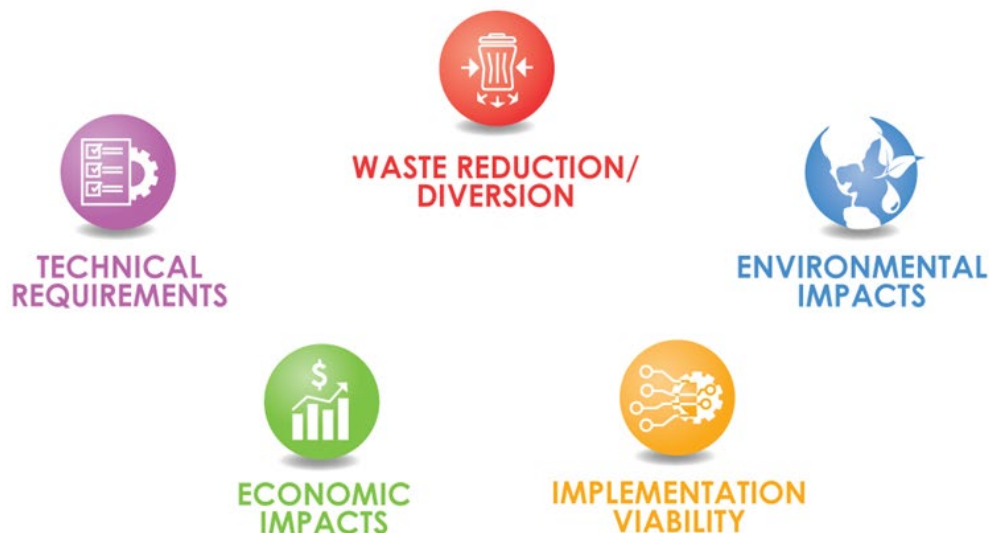 WASTE REDUCTION/
DIVERSION
TECHNICAL
REQUIREMENTS
ENVIRONMENTAL
IMPACTS
$
ECONOMIC
IMPACTS
IMPLEMENTATION
VIABILITY